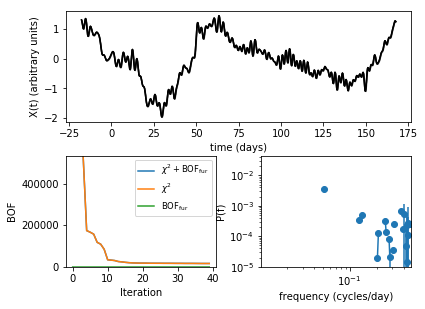 X(t) (arbitrary units)
1
0
−1
−2
−25 0 25 50 75 100 125 150 175
time (days)
BOF
400000
200000
0
χ² + BOF_fur
χ²
BOF_fur
0 10 20 30 40
Iteration
P(f)
10⁻²
10⁻³
10⁻⁴
10⁻⁵
10⁻¹
frequency (cycles/day)